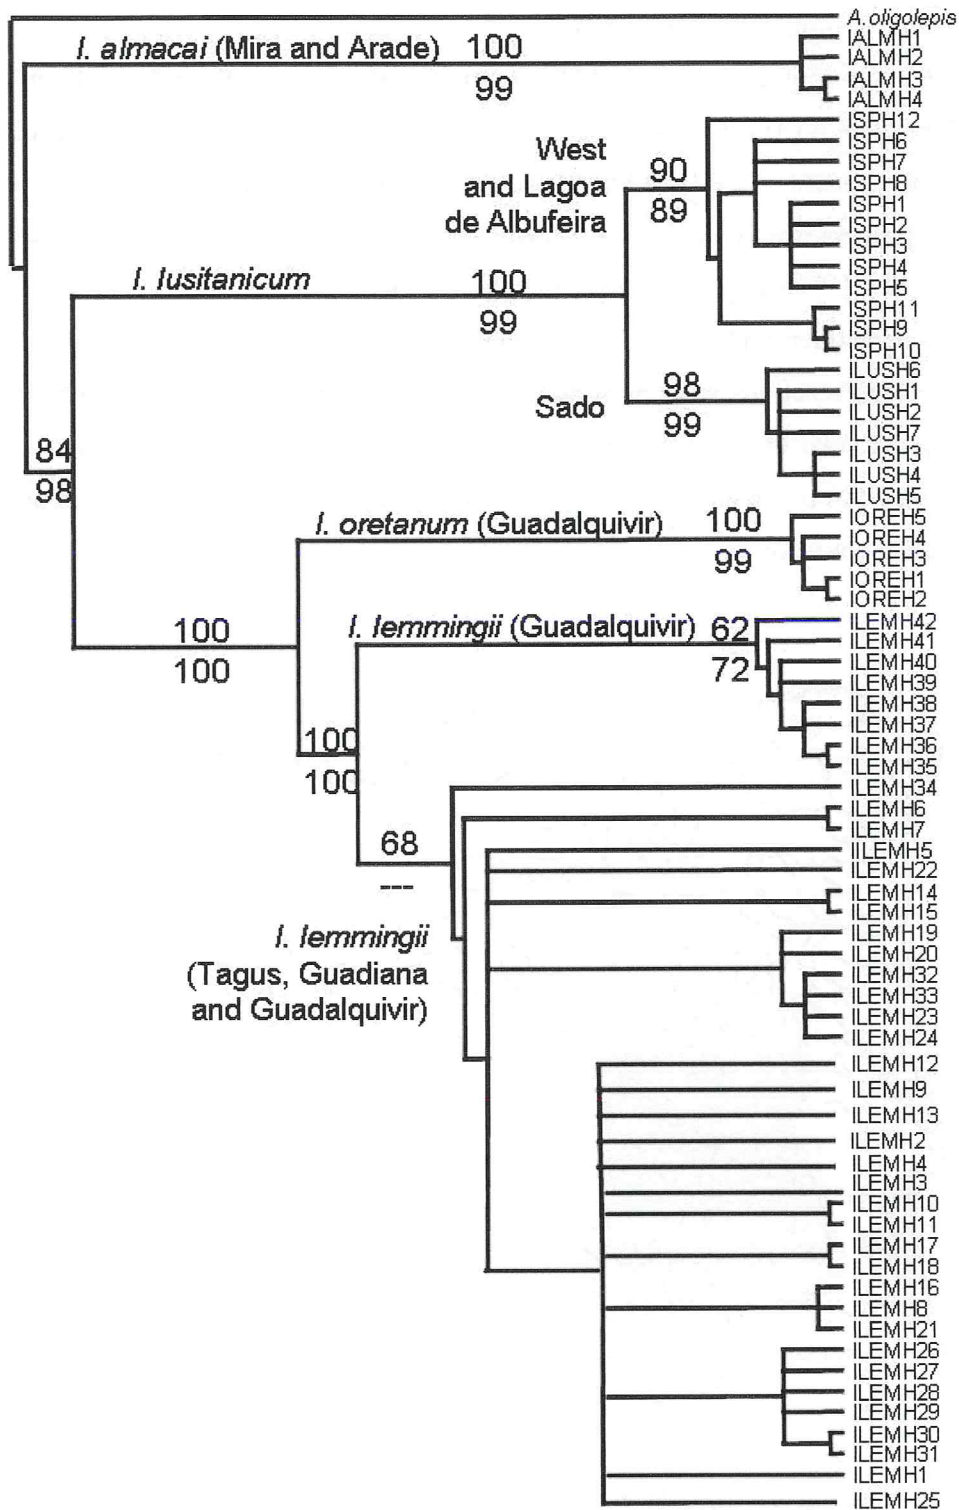 A. oligolepis
I. almacai (Mira and Arade) 100
99
IALMH1
IALMH2
IALMH3
IALMH4
West
and Lagoa
de Albufeira
90
89
ISPH12
ISPH6
ISPH7
ISPH8
ISPH1
ISPH2
ISPH3
ISPH4
ISPH5
ISPH11
ISPH9
ISPH10
I. lusitanicum 100
99
Sado
98
99
ILUSH6
ILUSH1
ILUSH2
ILUSH7
ILUSH3
ILUSH4
ILUSH5
84
98
I. oretanum (Guadalquivir) 100
99
IOREH5
IOREH4
IOREH3
IOREH1
IOREH2
100
100
I. lemmingii (Guadalquivir) 62
72
ILEMH42
ILEMH41
ILEMH40
ILEMH39
ILEMH38
ILEMH37
ILEMH36
ILEMH35
100
100
68
---
I. lemmingii
(Tagus, Guadiana
and Guadalquivir)
ILEMH34
ILEMH6
ILEMH7
IILEMH5
ILEMH22
ILEMH14
ILEMH15
ILEMH19
ILEMH20
ILEMH32
ILEMH33
ILEMH23
ILEMH24
ILEMH12
ILEMH9
ILEMH13
ILEMH2
ILEMH4
ILEMH3
ILEMH10
ILEMH11
ILEMH17
ILEMH18
ILEMH16
ILEMH8
ILEMH21
ILEMH26
ILEMH27
ILEMH28
ILEMH29
ILEMH30
ILEMH31
ILEMH1
ILEMH25